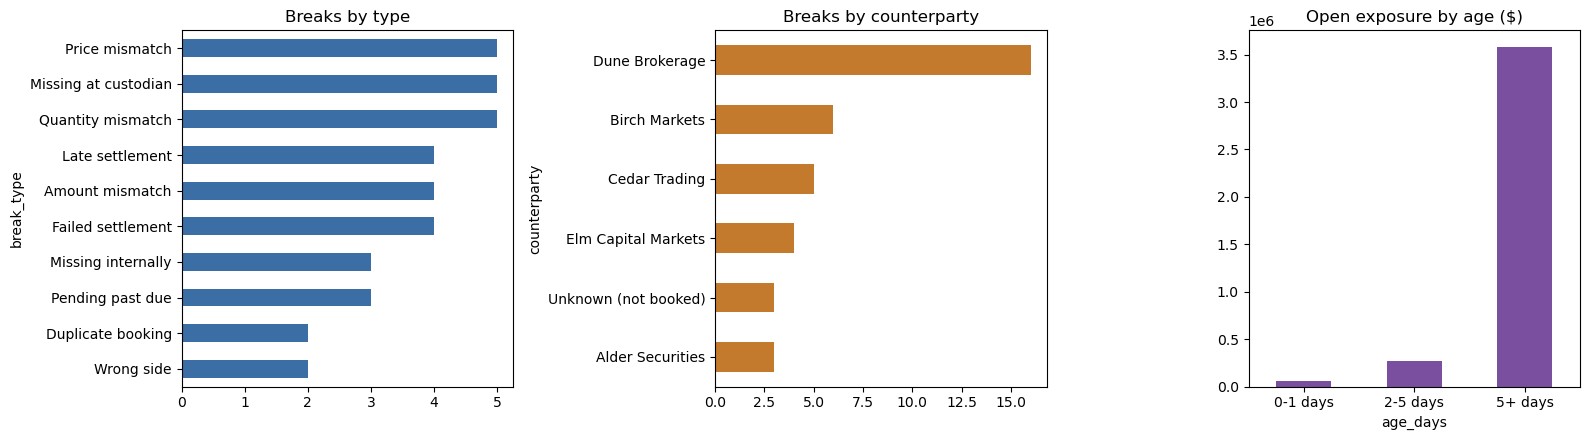 Breaks by type
break_type
Price mismatch
Missing at custodian
Quantity mismatch
Late settlement
Amount mismatch
Failed settlement
Missing internally
Pending past due
Duplicate booking
Wrong side
0 1 2 3 4 5
Breaks by counterparty
counterparty
Dune Brokerage
Birch Markets
Cedar Trading
Elm Capital Markets
Unknown (not booked)
Alder Securities
0.0 2.5 5.0 7.5 10.0 12.5 15.0
Open exposure by age ($)
1e6
3.5
3.0
2.5
2.0
1.5
1.0
0.5
0.0
0-1 days 2-5 days 5+ days
age_days